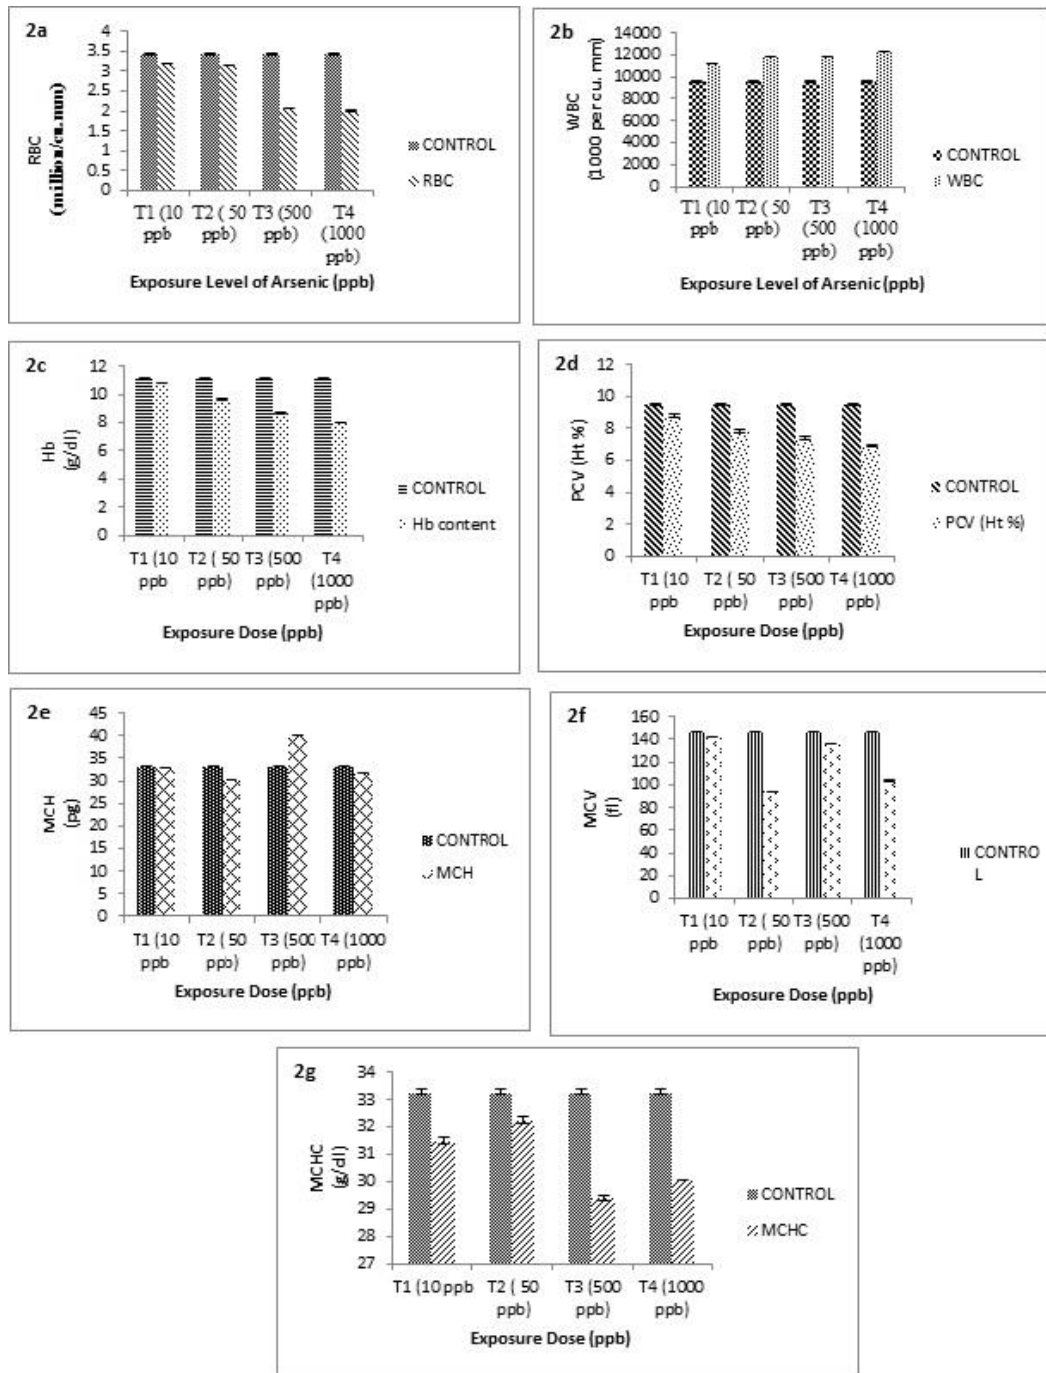 2a
4
3.5
3
2.5
2
1.5
1
0.5
0
RBC
(million/cu.mm)
CONTROL
RBC
T1 (10 T2 ( 50 T3 (500 T4
ppb ppb) ppb) (1000
ppb)
Exposure Level of Arsenic (ppb)
2b
14000
12000
10000
8000
6000
4000
2000
0
WBC
(1000 per cu. mm)
CONTROL
WBC
T1 (10 T2 ( 50 T3 T4
ppb ppb) (500 (1000
ppb) ppb)
Exposure Level of Arsenic (ppb)
2c
12
10
8
6
4
2
0
Hb
(g/dl)
CONTROL
Hb content
T1 (10 T2 ( 50 T3 (500 T4
ppb ppb) ppb) (1000
ppb)
Exposure Dose (ppb)
2d
12
10
8
6
4
2
0
PCV (Ht %)
CONTROL
PCV (Ht %)
T1 (10 T2 ( 50 T3 (500 T4 (1000
ppb ppb) ppb) ppb)
Exposure Dose (ppb)
2e
45
40
35
30
25
20
15
10
5
0
MCH
(pg)
CONTROL
MCH
T1 (10 T2 ( 50 T3 (500 T4 (1000
ppb ppb) ppb) ppb)
Exposure Dose (ppb)
2f
160
140
120
100
80
60
40
20
0
MCV
(fl)
CONTRO
L
T1 (10 T2 ( 50 T3 (500 T4
ppb ppb) ppb) (1000
ppb)
Exposure Dose (ppb)
2g
34
33
32
31
30
29
28
27
MCHC
(g/dl)
CONTROL
MCHC
T1 (10 ppb T2 ( 50 T3 (500 T4 (1000
ppb) ppb) ppb)
Exposure Dose (ppb)